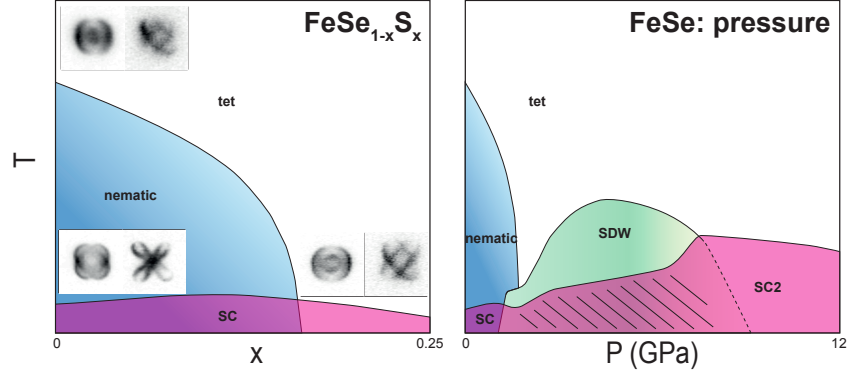 FeSe1-xSx
FeSe: pressure
tet
tet
T
nematic
nematic
SDW
SC2
SC
SC
0
x
0.25
0
P (GPa)
12